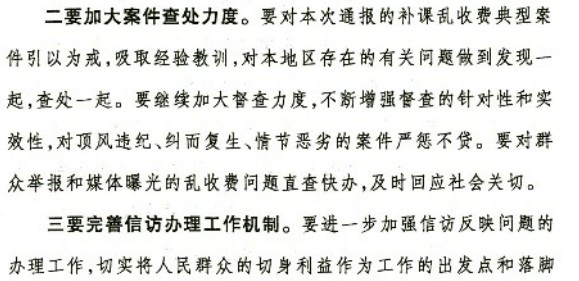 二要加大案件查处力度。要对本次通报的补课乱收费典型案
件引以为戒,吸取经验教训,对本地区存在的有关问题做到发现一
起,查处一起。要继续加大督查力度,不断增强督查的针对性和实
效性,对顶风违纪、纠而复生、情节恶劣的案件严惩不贷。要对群
众举报和媒体曝光的乱收费问题直查快办,及时回应社会关切。
三要完善信访办理工作机制。要进一步加强信访反映问题的
办理工作,切实将人民群众的切身利益作为工作的出发点和落脚